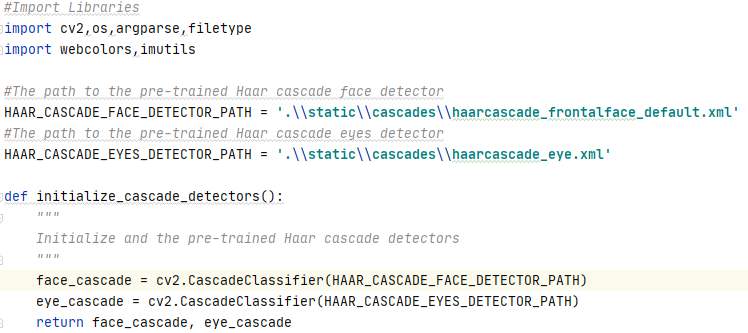 #Import Libraries
import cv2,os,argparse,filetype
import webcolors,imutils
#The path to the pre-trained Haar cascade face detector
HAAR_CASCADE_FACE_DETECTOR_PATH = '.\\static\\cascades\\haarcascade_frontalface_default.xml'
#The path to the pre-trained Haar cascade eyes detector
HAAR_CASCADE_EYES_DETECTOR_PATH = '.\\static\\cascades\\haarcascade_eye.xml'
def initialize_cascade_detectors():
    """
    Initialize and the pre-trained Haar cascade detectors
    """
    face_cascade = cv2.CascadeClassifier(HAAR_CASCADE_FACE_DETECTOR_PATH)
    eye_cascade = cv2.CascadeClassifier(HAAR_CASCADE_EYES_DETECTOR_PATH)
    return face_cascade, eye_cascade